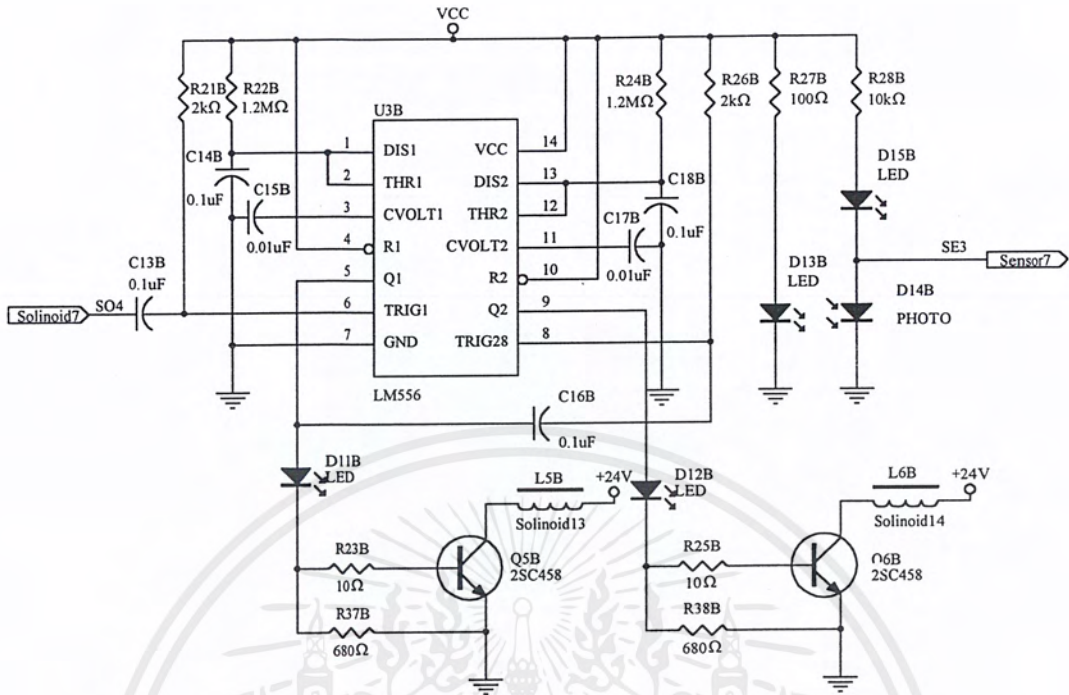 VCC
R21B
2kΩ
R22B
1.2MΩ
R24B
1.2MΩ
R26B
2kΩ
R27B
100Ω
R28B
10kΩ
U3B
C14B
0.1uF
C15B
0.01uF
1
DIS1
2
THR1
3
CVOLT1
4
R1
5
Q1
6
TRIG1
7
GND
VCC
14
DIS2
13
THR2
12
CVOLT2
11
R2
10
Q2
9
TRIG28
8
LM556
C18B
0.1uF
C17B
0.01uF
D15B
LED
D13B
LED
SE3
Sensor7
D14B
PHOTO
C13B
0.1uF
Solinoid7
SO4
C16B
0.1uF
D11B
LED
L5B
+24V
Solinoid13
D12B
LED
L6B
+24V
Solinoid14
R23B
10Ω
Q5B
2SC458
R37B
680Ω
R25B
10Ω
Q6B
2SC458
R38B
680Ω